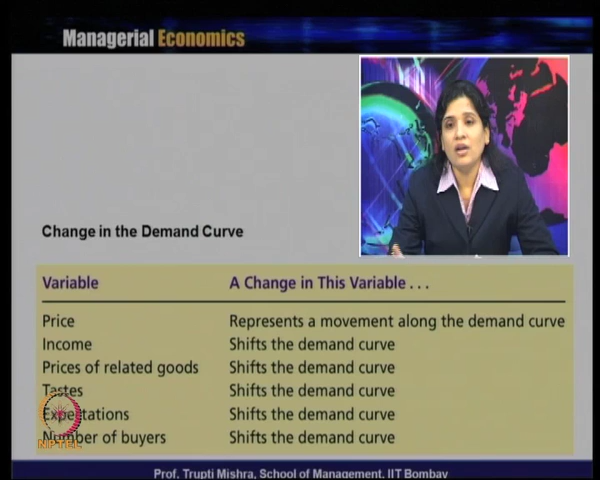 Managerial Economics
Change in the Demand Curve
Variable A Change in This Variable . . .
Price Represents a movement along the demand curve
Income Shifts the demand curve
Prices of related goods Shifts the demand curve
Tastes Shifts the demand curve
Expectations Shifts the demand curve
Number of buyers Shifts the demand curve
NPTEL
Prof. Trupti Mishra, School of Management, IIT Bombay